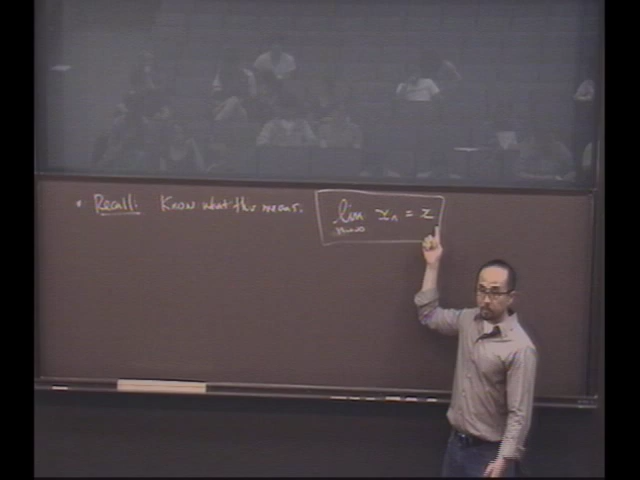 • Recall: Know what this means: lim xₙ = x
n→∞